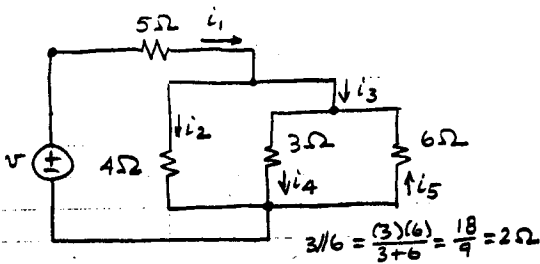 5Ω i₁
i₃
i₂
3Ω 6Ω
v ± 4Ω
i₄ i₅
3//6 = (3)(6)/3+6 = 18/9 = 2Ω